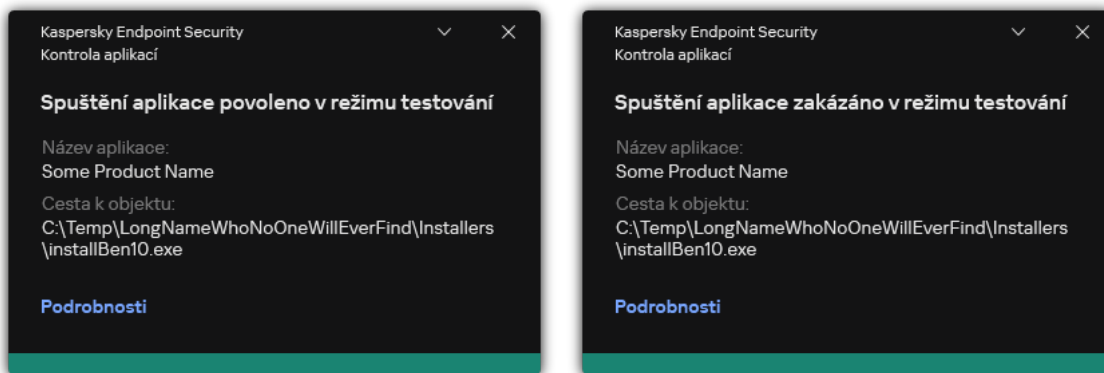 Kaspersky Endpoint Security
Kontrola aplikací
Spuštění aplikace povoleno v režimu testování
Název aplikace:
Some Product Name
Cesta k objektu:
C:\Temp\LongNameWhoNoOneWillEverFind\Installers
\installBen10.exe
Podrobnosti
Kaspersky Endpoint Security
Kontrola aplikací
Spuštění aplikace zakázáno v režimu testování
Název aplikace:
Some Product Name
Cesta k objektu:
C:\Temp\LongNameWhoNoOneWillEverFind\Installers
\installBen10.exe
Podrobnosti